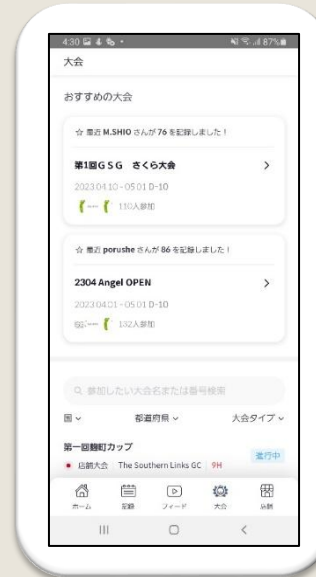 4:30 87%
大会
おすすめの大会
☆ 最近 M.SHIO さんが 76 を記録しました!
第1回GSG さくら大会
2023.04.10 - 05.01 D-10
110人参加
☆ 最近 porushe さんが 86 を記録しました!
2304 Angel OPEN
2023.04.01 - 05.01 D-10
132人参加
参加したい大会名または番号検索
国 都道府県 大会タイプ
第一回麹町カップ
進行中
店舗大会 The Southern Links GC 9H
ホーム 記録 フィード 大会 店舗